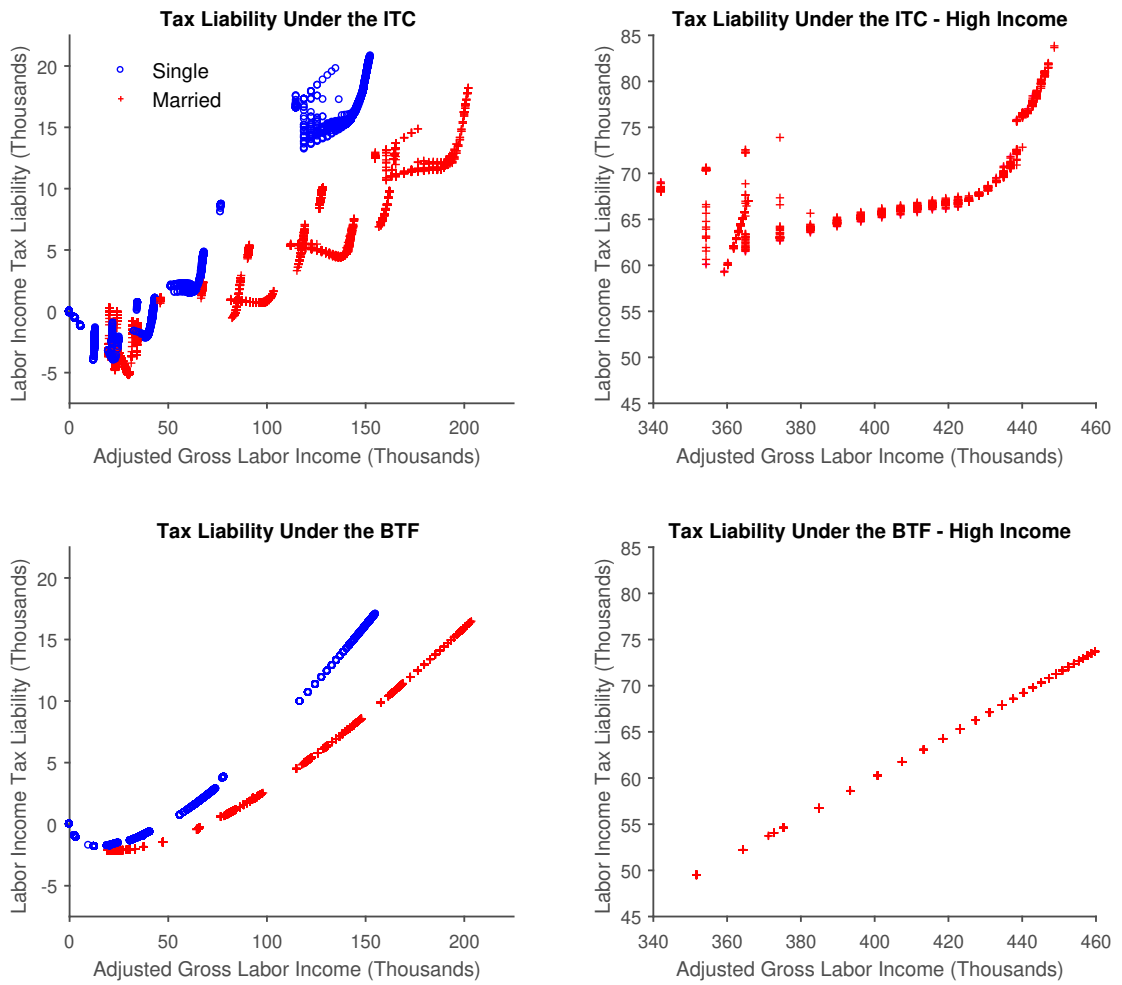 Tax Liability Under the ITC
Labor Income Tax Liability (Thousands)
20
15
10
5
0
-5
Single
Married
0 50 100 150 200
Adjusted Gross Labor Income (Thousands)
Tax Liability Under the ITC - High Income
Labor Income Tax Liability (Thousands)
85
80
75
70
65
60
55
50
45
340 360 380 400 420 440 460
Adjusted Gross Labor Income (Thousands)
Tax Liability Under the BTF
Labor Income Tax Liability (Thousands)
20
15
10
5
0
-5
0 50 100 150 200
Adjusted Gross Labor Income (Thousands)
Tax Liability Under the BTF - High Income
Labor Income Tax Liability (Thousands)
85
80
75
70
65
60
55
50
45
340 360 380 400 420 440 460
Adjusted Gross Labor Income (Thousands)